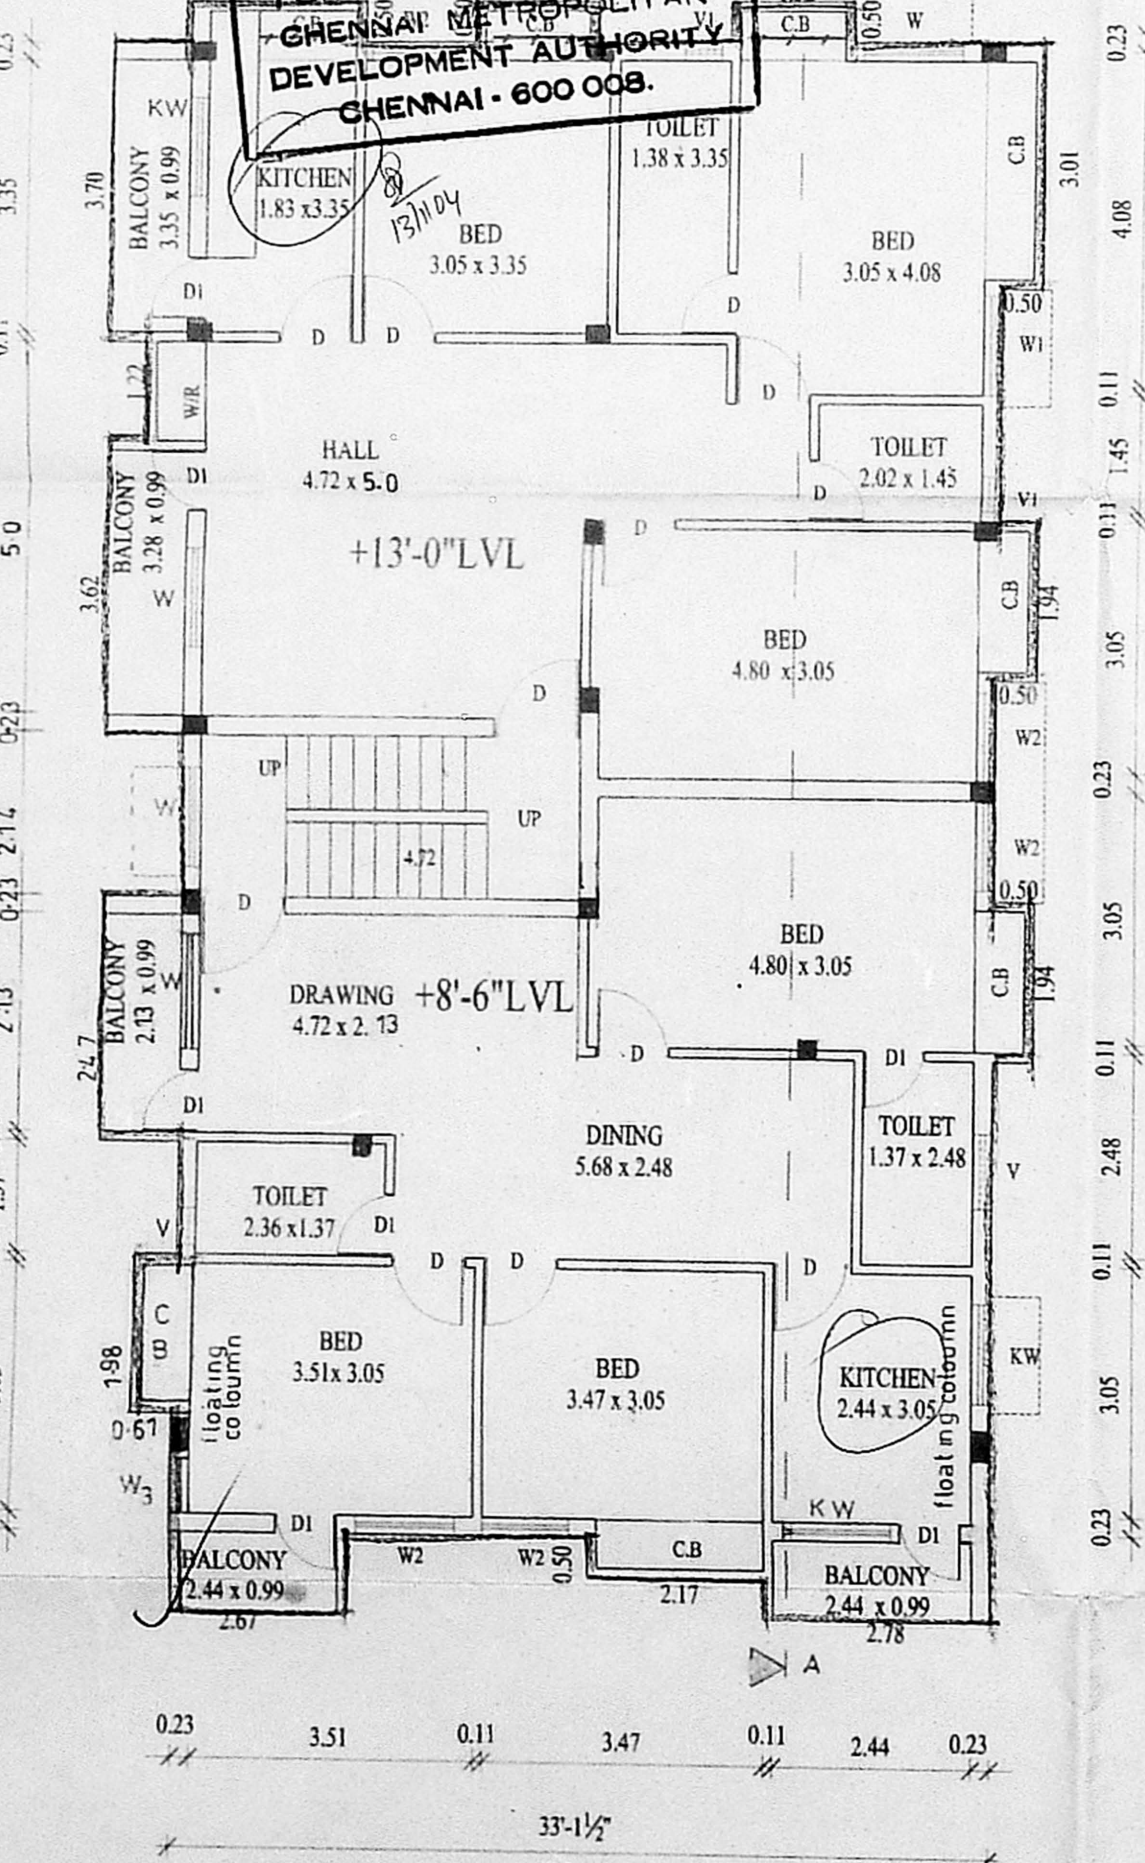 C.B
V1
C.B
0.50
W
CHENNAI METROPOLITAN
DEVELOPMENT AUTHORITY
CHENNAI - 600 008.
0.23
0.23
KW
BALCONY
3.35 x 0.99
3.70
3.35
KITCHEN
1.83 x3.35
13/11/04
BED
3.05 x 3.35
TOILET
1.38 x 3.35
BED
3.05 x 4.08
C.B
3.01
4.08
D1
D
D
D
D
0.50
W1
0.11
1.22
W/R
HALL
4.72 x 5.0
D1
TOILET
2.02 x 1.45
D
V1
1.45
0.11
BALCONY
3.28 x 0.99
3.62
5.0
W
+13'-0"LVL
D
BED
4.80 x 3.05
C.B
1.94
3.05
D
0.23
0.50
W2
UP
UP
4.72
W
2.14
0.23
W2
0.50
0.23
D
BED
4.80 x 3.05
C.B
1.94
3.05
BALCONY
2.13 x 0.99
W
2.47
2.13
DRAWING
4.72 x 2.13
+8'-6"LVL
D
D1
D1
0.11
DINING
5.68 x 2.48
TOILET
1.37 x 2.48
V
2.48
TOILET
2.36 x1.37
V
D1
D
D
D
0.11
C
B
1.98
0.67
W3
floating
coloumn
BED
3.51x 3.05
BED
3.47 x 3.05
KITCHEN
2.44 x 3.05
floating coloumn
KW
3.05
D1
KW
D1
0.23
BALCONY
2.44 x 0.99
2.67
W2
W2
0.50
C.B
2.17
BALCONY
2.44 x 0.99
2.78
A
0.23
3.51
0.11
3.47
0.11
2.44
0.23
33'-1½"